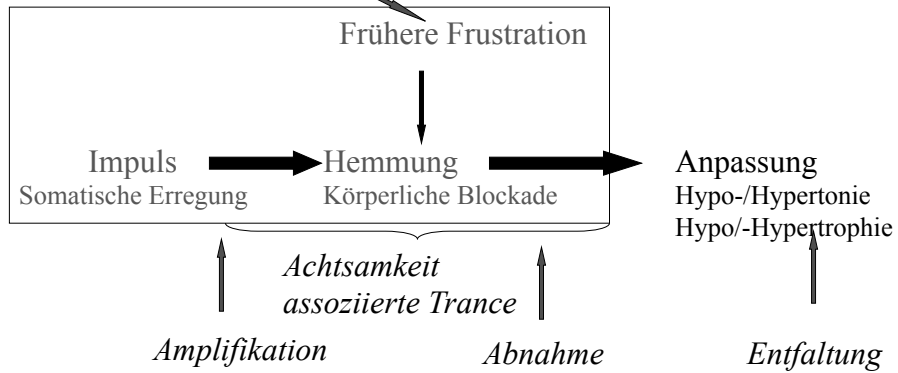 Frühere Frustration
Impuls Hemmung Anpassung
Somatische Erregung Körperliche Blockade Hypo-/Hypertonie
Hypo/-Hypertrophie
Achtsamkeit
assoziierte Trance
Amplifikation Abnahme Entfaltung